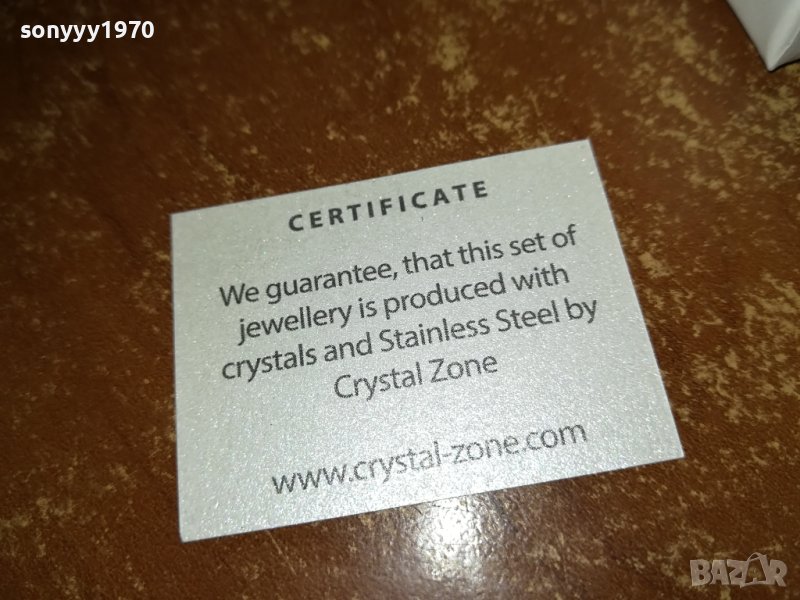 sonyyy1970
CERTIFICATE
We guarantee, that this set of
jewellery is produced with
crystals and Stainless Steel by
Crystal Zone
www.crystal-zone.com
BAZAR